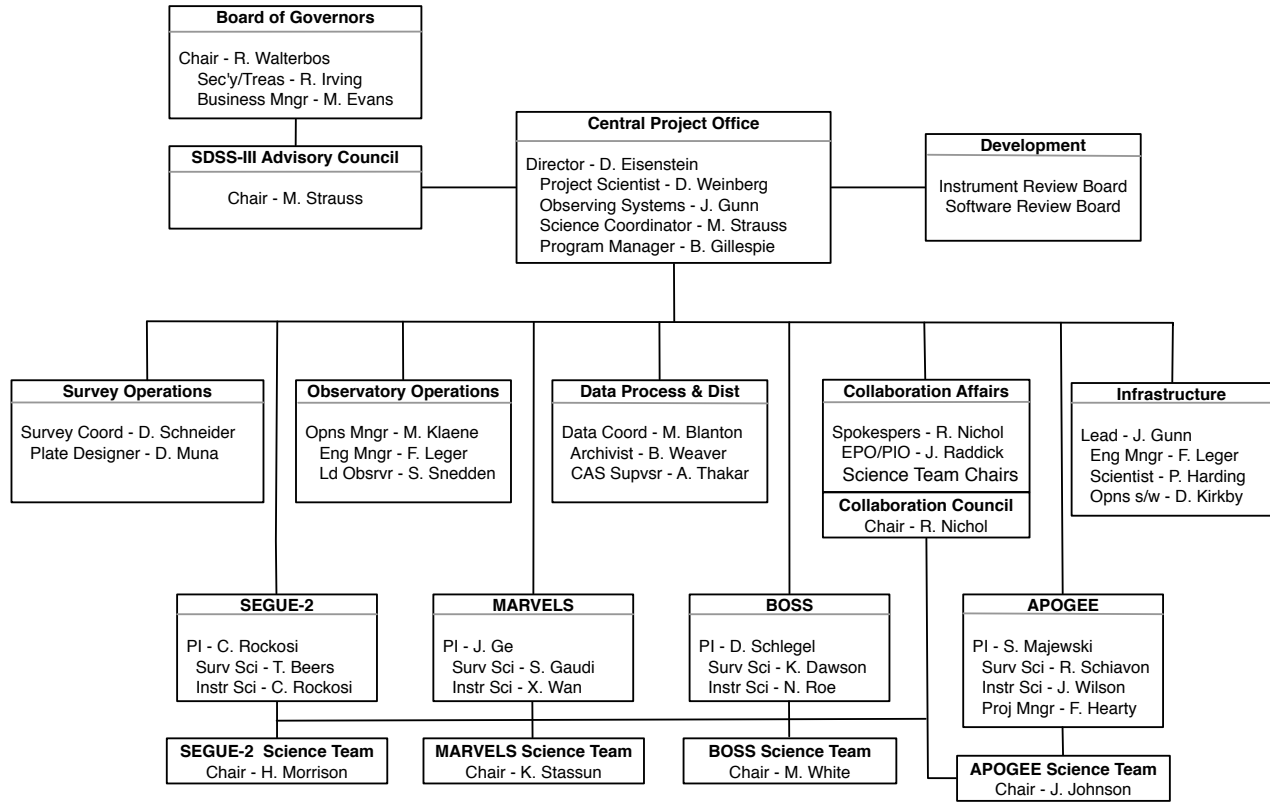 Board of Governors
Chair - R. Walterbos
Sec'y/Treas - R. Irving
Business Mngr - M. Evans
SDSS-III Advisory Council
Chair - M. Strauss
Central Project Office
Director - D. Eisenstein
Project Scientist - D. Weinberg
Observing Systems - J. Gunn
Science Coordinator - M. Strauss
Program Manager - B. Gillespie
Development
Instrument Review Board
Software Review Board
Survey Operations
Survey Coord - D. Schneider
Plate Designer - D. Muna
Observatory Operations
Opns Mngr - M. Klaene
Eng Mngr - F. Leger
Ld Obsrvr - S. Snedden
Data Process & Dist
Data Coord - M. Blanton
Archivist - B. Weaver
CAS Supvsr - A. Thakar
Collaboration Affairs
Spokespers - R. Nichol
EPO/PIO - J. Raddick
Science Team Chairs
Collaboration Council
Chair - R. Nichol
Infrastructure
Lead - J. Gunn
Eng Mngr - F. Leger
Scientist - P. Harding
Opns s/w - D. Kirkby
SEGUE-2
PI - C. Rockosi
Surv Sci - T. Beers
Instr Sci - C. Rockosi
MARVELS
PI - J. Ge
Surv Sci - S. Gaudi
Instr Sci - X. Wan
BOSS
PI - D. Schlegel
Surv Sci - K. Dawson
Instr Sci - N. Roe
APOGEE
PI - S. Majewski
Surv Sci - R. Schiavon
Instr Sci - J. Wilson
Proj Mngr - F. Hearty
SEGUE-2 Science Team
Chair - H. Morrison
MARVELS Science Team
Chair - K. Stassun
BOSS Science Team
Chair - M. White
APOGEE Science Team
Chair - J. Johnson